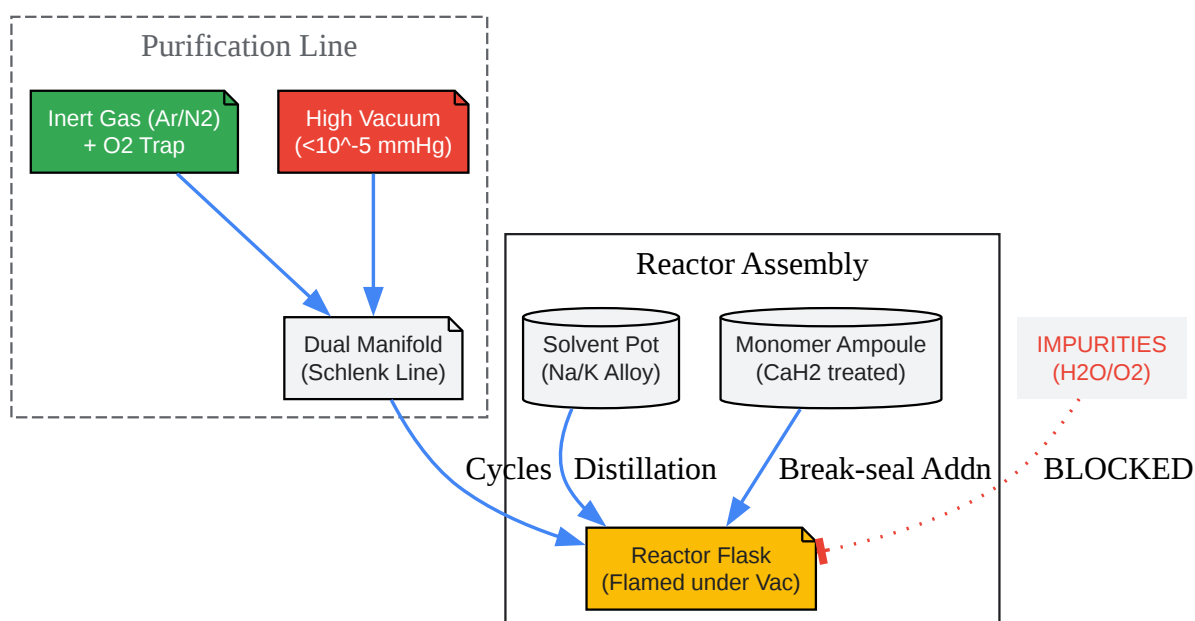 Purification Line
Inert Gas (Ar/N2)
+ O2 Trap
High Vacuum
(<10^-5 mmHg)
Dual Manifold
(Schlenk Line)
Reactor Assembly
Solvent Pot
(Na/K Alloy)
Monomer Ampoule
(CaH2 treated)
IMPURITIES
(H2O/O2)
Cycles
Distillation
Break-seal Addn
BLOCKED
Reactor Flask
(Flamed under Vac)